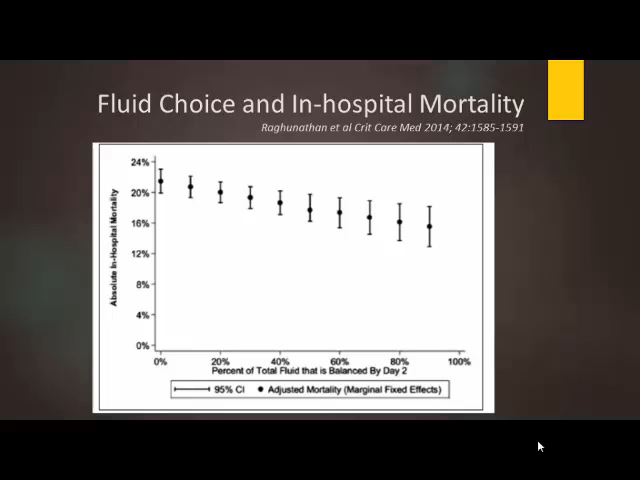 Fluid Choice and In-hospital Mortality
Raghunathan et al Crit Care Med 2014; 42:1585-1591
24%
20%
16%
12%
8%
4%
0%
Absolute In-Hospital Mortality
0%
20%
40%
60%
80%
100%
Percent of Total Fluid that is Balanced By Day 2
95% CI
Adjusted Mortality (Marginal Fixed Effects)